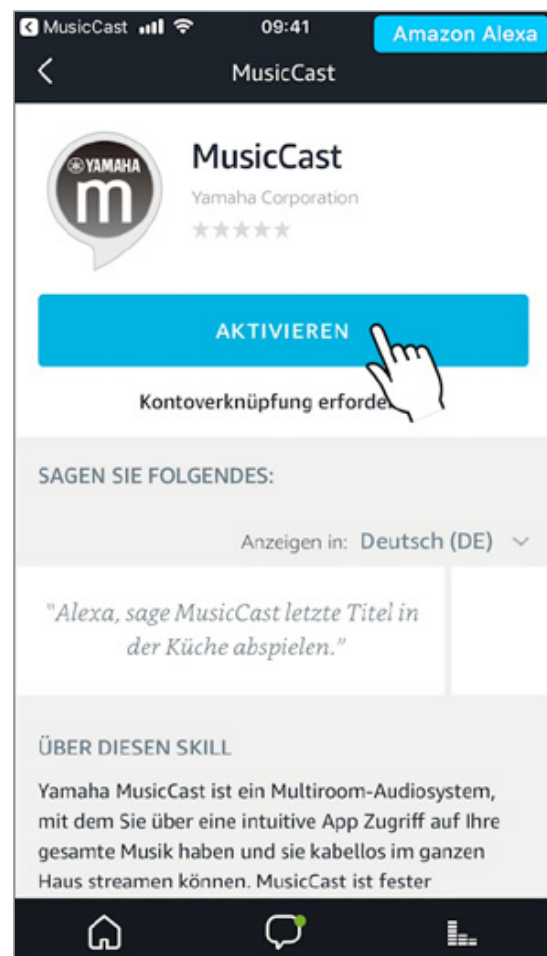 MusicCast 09:41 Amazon Alexa
MusicCast
YAMAHA
m
MusicCast
Yamaha Corporation
AKTIVIEREN
Kontoverknüpfung
SAGEN SIE FOLGENDES:
Anzeigen in: Deutsch (DE)
"Alexa, sage MusicCast letzte Titel in
der Küche abspielen."
ÜBER DIESEN SKILL
Yamaha MusicCast ist ein Multiroom-Audiosystem,
mit dem Sie über eine intuitive App Zugriff auf Ihre
gesamte Musik haben und sie kabellos im ganzen
Haus streamen können. MusicCast ist fester